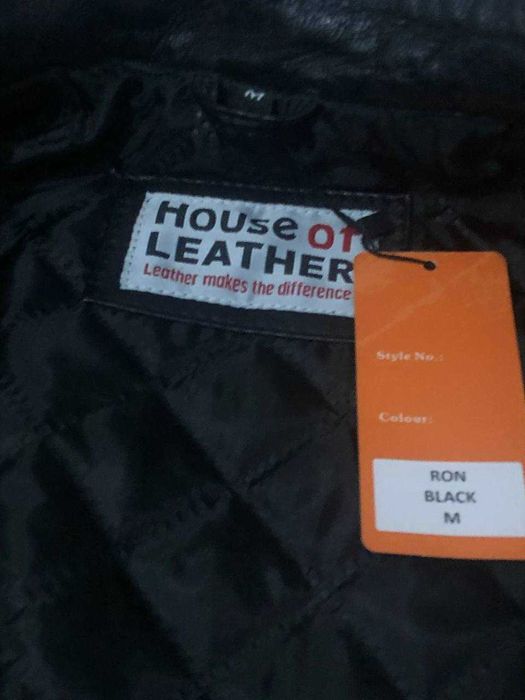 M
HOUse of
LEATHER
Leather makes the difference
Style No.:
Colour:
RON
BLACK
M